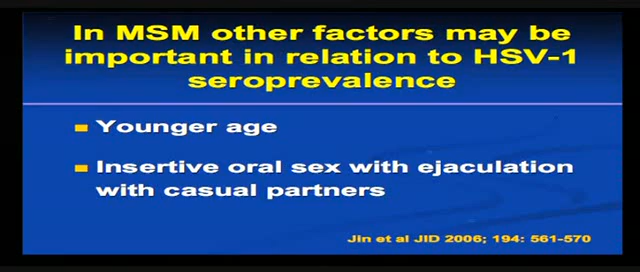 In MSM other factors may be
important in relation to HSV-1
seroprevalence
Younger age
Insertive oral sex with ejaculation
with casual partners
Jin et al JID 2006; 194: 561-570